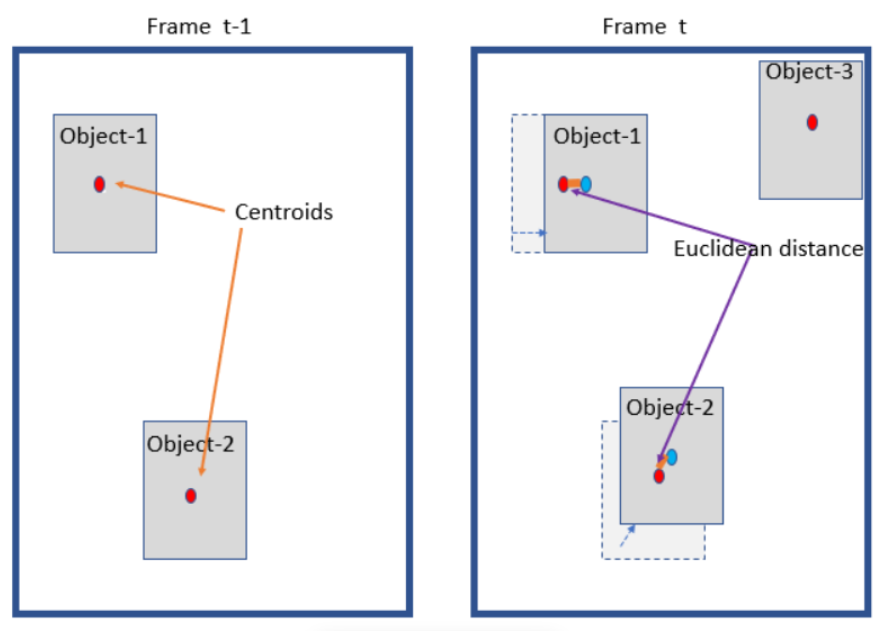 Frame t-1
Frame t
Object-1
Centroids
Object-2
Object-3
Object-1
Euclidean distance
Object-2